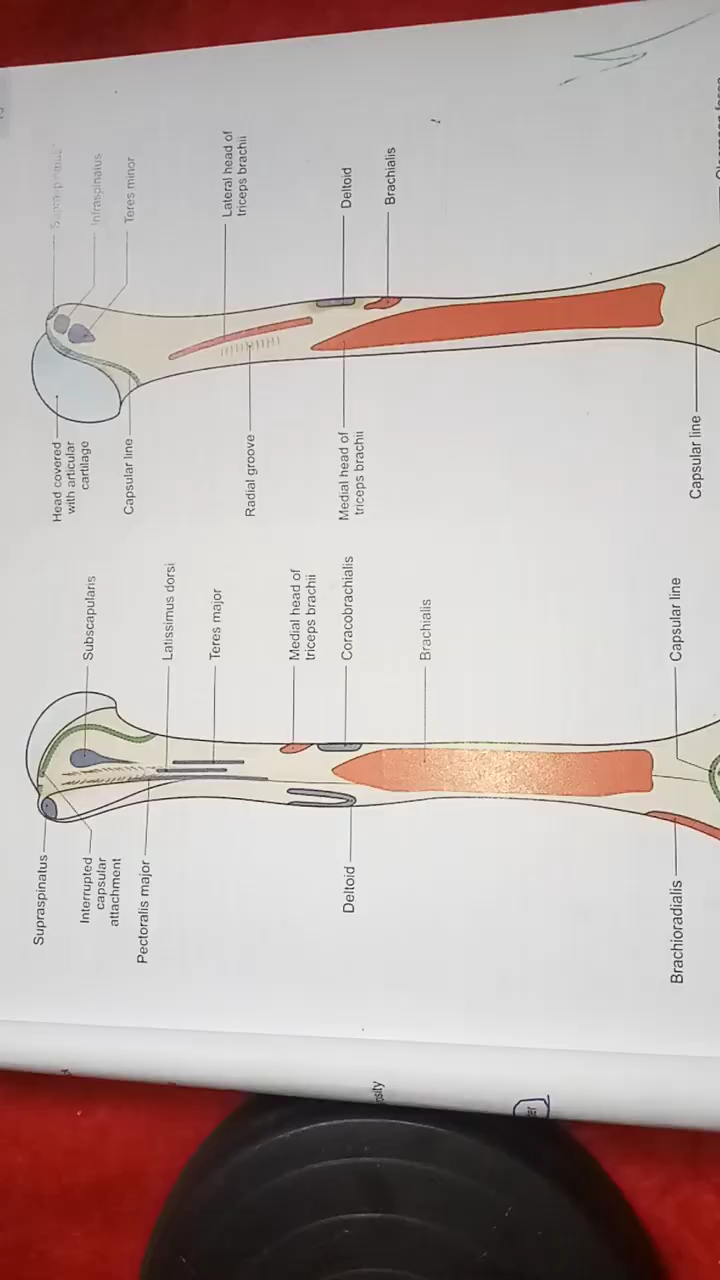 Supraspinatus
Interrupted
capsular
attachment
Pectoralis major
Deltoid
Brachioradialis
Subscapularis
Latissimus dorsi
Teres major
Medial head of
triceps brachii
Coracobrachialis
Brachialis
Capsular line
Head covered
with articular
cartilage
Capsular line
Radial groove
Medial head of
triceps brachii
Capsular line
Supraspinatus
Infraspinatus
Teres minor
Lateral head of
triceps brachii
Deltoid
Brachialis